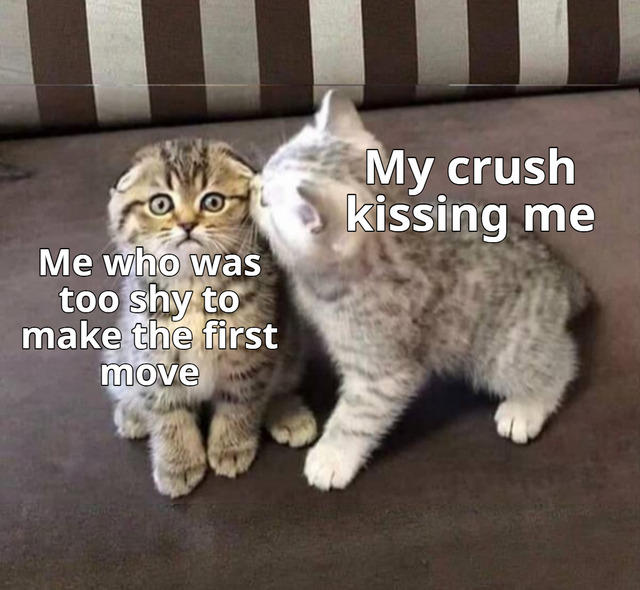 My crush
kissing me
Me who was
too shy to
make the first
move